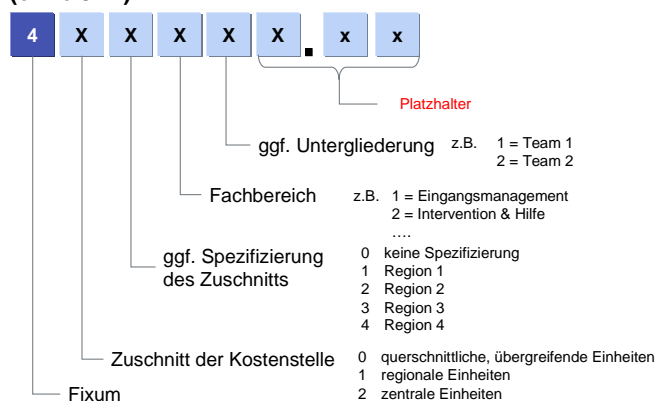 4 X X X X X . x x
Platzhalter
ggf. Untergliederung z.B. 1 = Team 1
2 = Team 2
Fachbereich z.B. 1 = Eingangsmanagement
2 = Intervention & Hilfe
....
ggf. Spezifizierung
des Zuschnitts
0 keine Spezifizierung
1 Region 1
2 Region 2
3 Region 3
4 Region 4
Zuschnitt der Kostenstelle 0 querschnittliche, übergreifende Einheiten
1 regionale Einheiten
Fixum 2 zentrale Einheiten